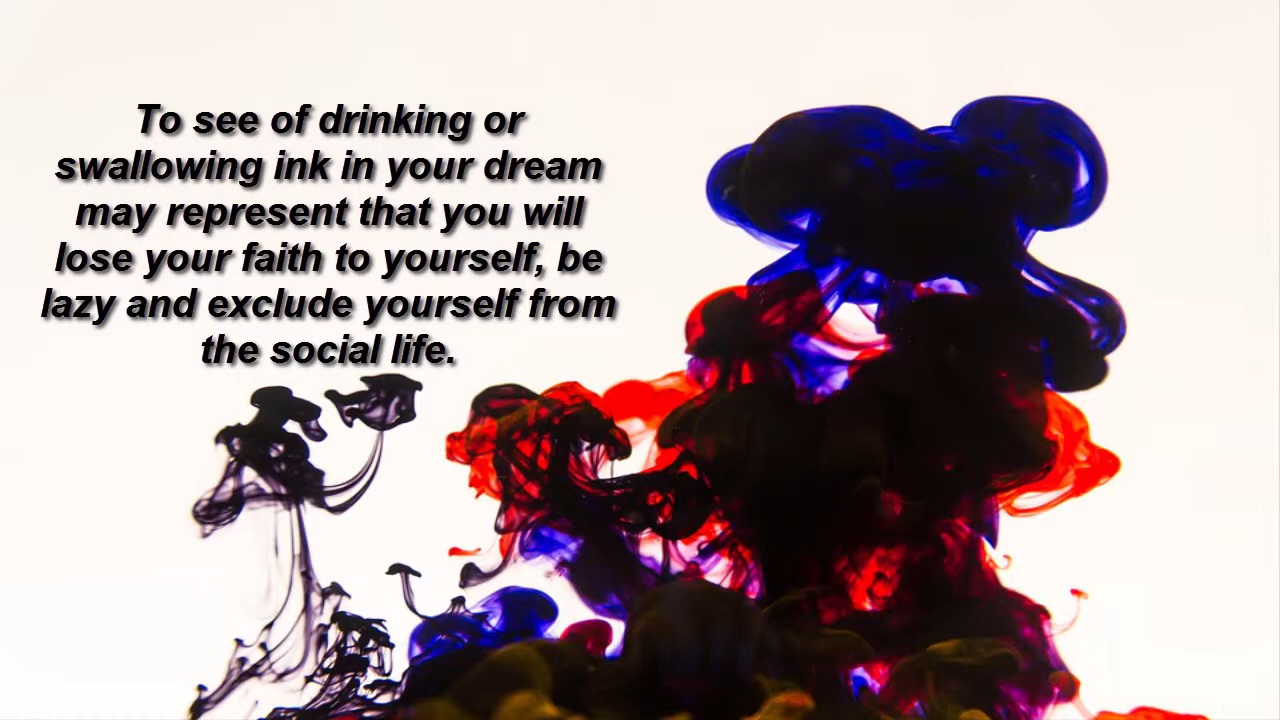 To see of drinking or
swallowing ink in your dream
may represent that you will
lose your faith to yourself, be
lazy and exclude yourself from
the social life.